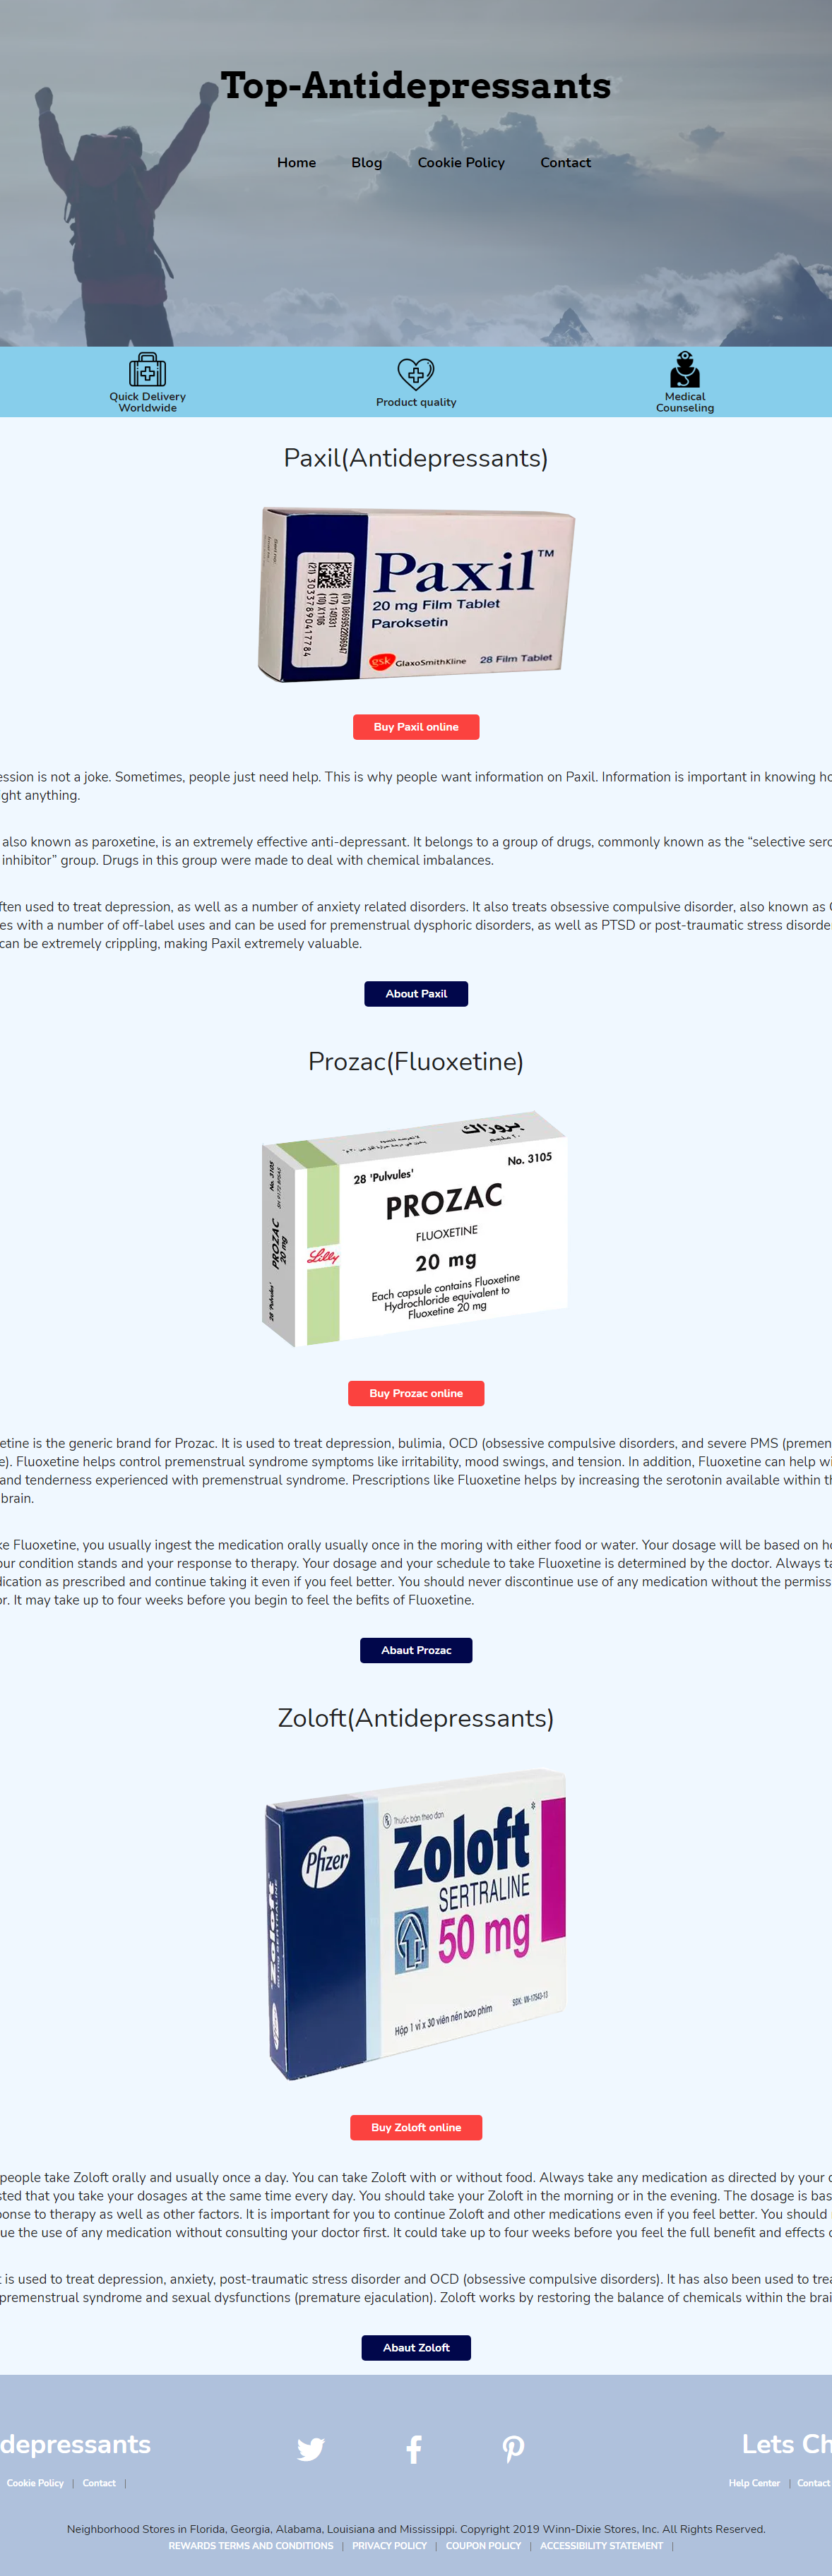 Top-Antidepressants
Home Blog Cookie Policy Contact
Quick Delivery Worldwide
Product quality
Medical Counseling
Paxil(Antidepressants)
Paxil™
20 mg Film Tablet
Paroksetin
gsk GlaxoSmithKline 28 Film Tablet
Buy Paxil online
ession is not a joke. Sometimes, people just need help. This is why people want information on Paxil. Information is important in knowing ho
ght anything.
also known as paroxetine, is an extremely effective anti-depressant. It belongs to a group of drugs, commonly known as the “selective sero
inhibitor” group. Drugs in this group were made to deal with chemical imbalances.
ften used to treat depression, as well as a number of anxiety related disorders. It also treats obsessive compulsive disorder, also known as
es with a number of off-label uses and can be used for premenstrual dysphoric disorders, as well as PTSD or post-traumatic stress disorde
can be extremely crippling, making Paxil extremely valuable.
About Paxil
Prozac(Fluoxetine)
بروزاك
No. 3105
28 'Pulvules'
PROZAC
FLUOXETINE
20 mg
Each capsule contains Fluoxetine
Hydrochloride equivalent to
Fluoxetine 20 mg
Lilly
No. 3105
PROZAC
20 mg
28 'Pulvules'
Buy Prozac online
etine is the generic brand for Prozac. It is used to treat depression, bulimia, OCD (obsessive compulsive disorders, and severe PMS (premen
e). Fluoxetine helps control premenstrual syndrome symptoms like irritability, mood swings, and tension. In addition, Fluoxetine can help wi
and tenderness experienced with premenstrual syndrome. Prescriptions like Fluoxetine helps by increasing the serotonin available within th
brain.
ke Fluoxetine, you usually ingest the medication orally usually once in the moring with either food or water. Your dosage will be based on ho
our condition stands and your response to therapy. Your dosage and your schedule to take Fluoxetine is determined by the doctor. Always ta
dication as prescribed and continue taking it even if you feel better. You should never discontinue use of any medication without the permiss
or. It may take up to four weeks before you begin to feel the befits of Fluoxetine.
Abaut Prozac
Zoloft(Antidepressants)
Thuốc bán theo đơn
Pfizer
Zoloft
SERTRALINE
50 mg
SĐK: VN-17543-13
Hộp 1 vỉ x 30 viên nén bao phim
Buy Zoloft online
people take Zoloft orally and usually once a day. You can take Zoloft with or without food. Always take any medication as directed by your d
sted that you take your dosages at the same time every day. You should take your Zoloft in the morning or in the evening. The dosage is bas
onse to therapy as well as other factors. It is important for you to continue Zoloft and other medications even if you feel better. You should
ue the use of any medication without consulting your doctor first. It could take up to four weeks before you feel the full benefit and effects
t is used to treat depression, anxiety, post-traumatic stress disorder and OCD (obsessive compulsive disorders). It has also been used to trea
premenstrual syndrome and sexual dysfunctions (premature ejaculation). Zoloft works by restoring the balance of chemicals within the brai
Abaut Zoloft
depressants
Lets Ch
Cookie Policy | Contact |
Help Center | Contact
Neighborhood Stores in Florida, Georgia, Alabama, Louisiana and Mississippi. Copyright 2019 Winn-Dixie Stores, Inc. All Rights Reserved.
REWARDS TERMS AND CONDITIONS | PRIVACY POLICY | COUPON POLICY | ACCESSIBILITY STATEMENT |